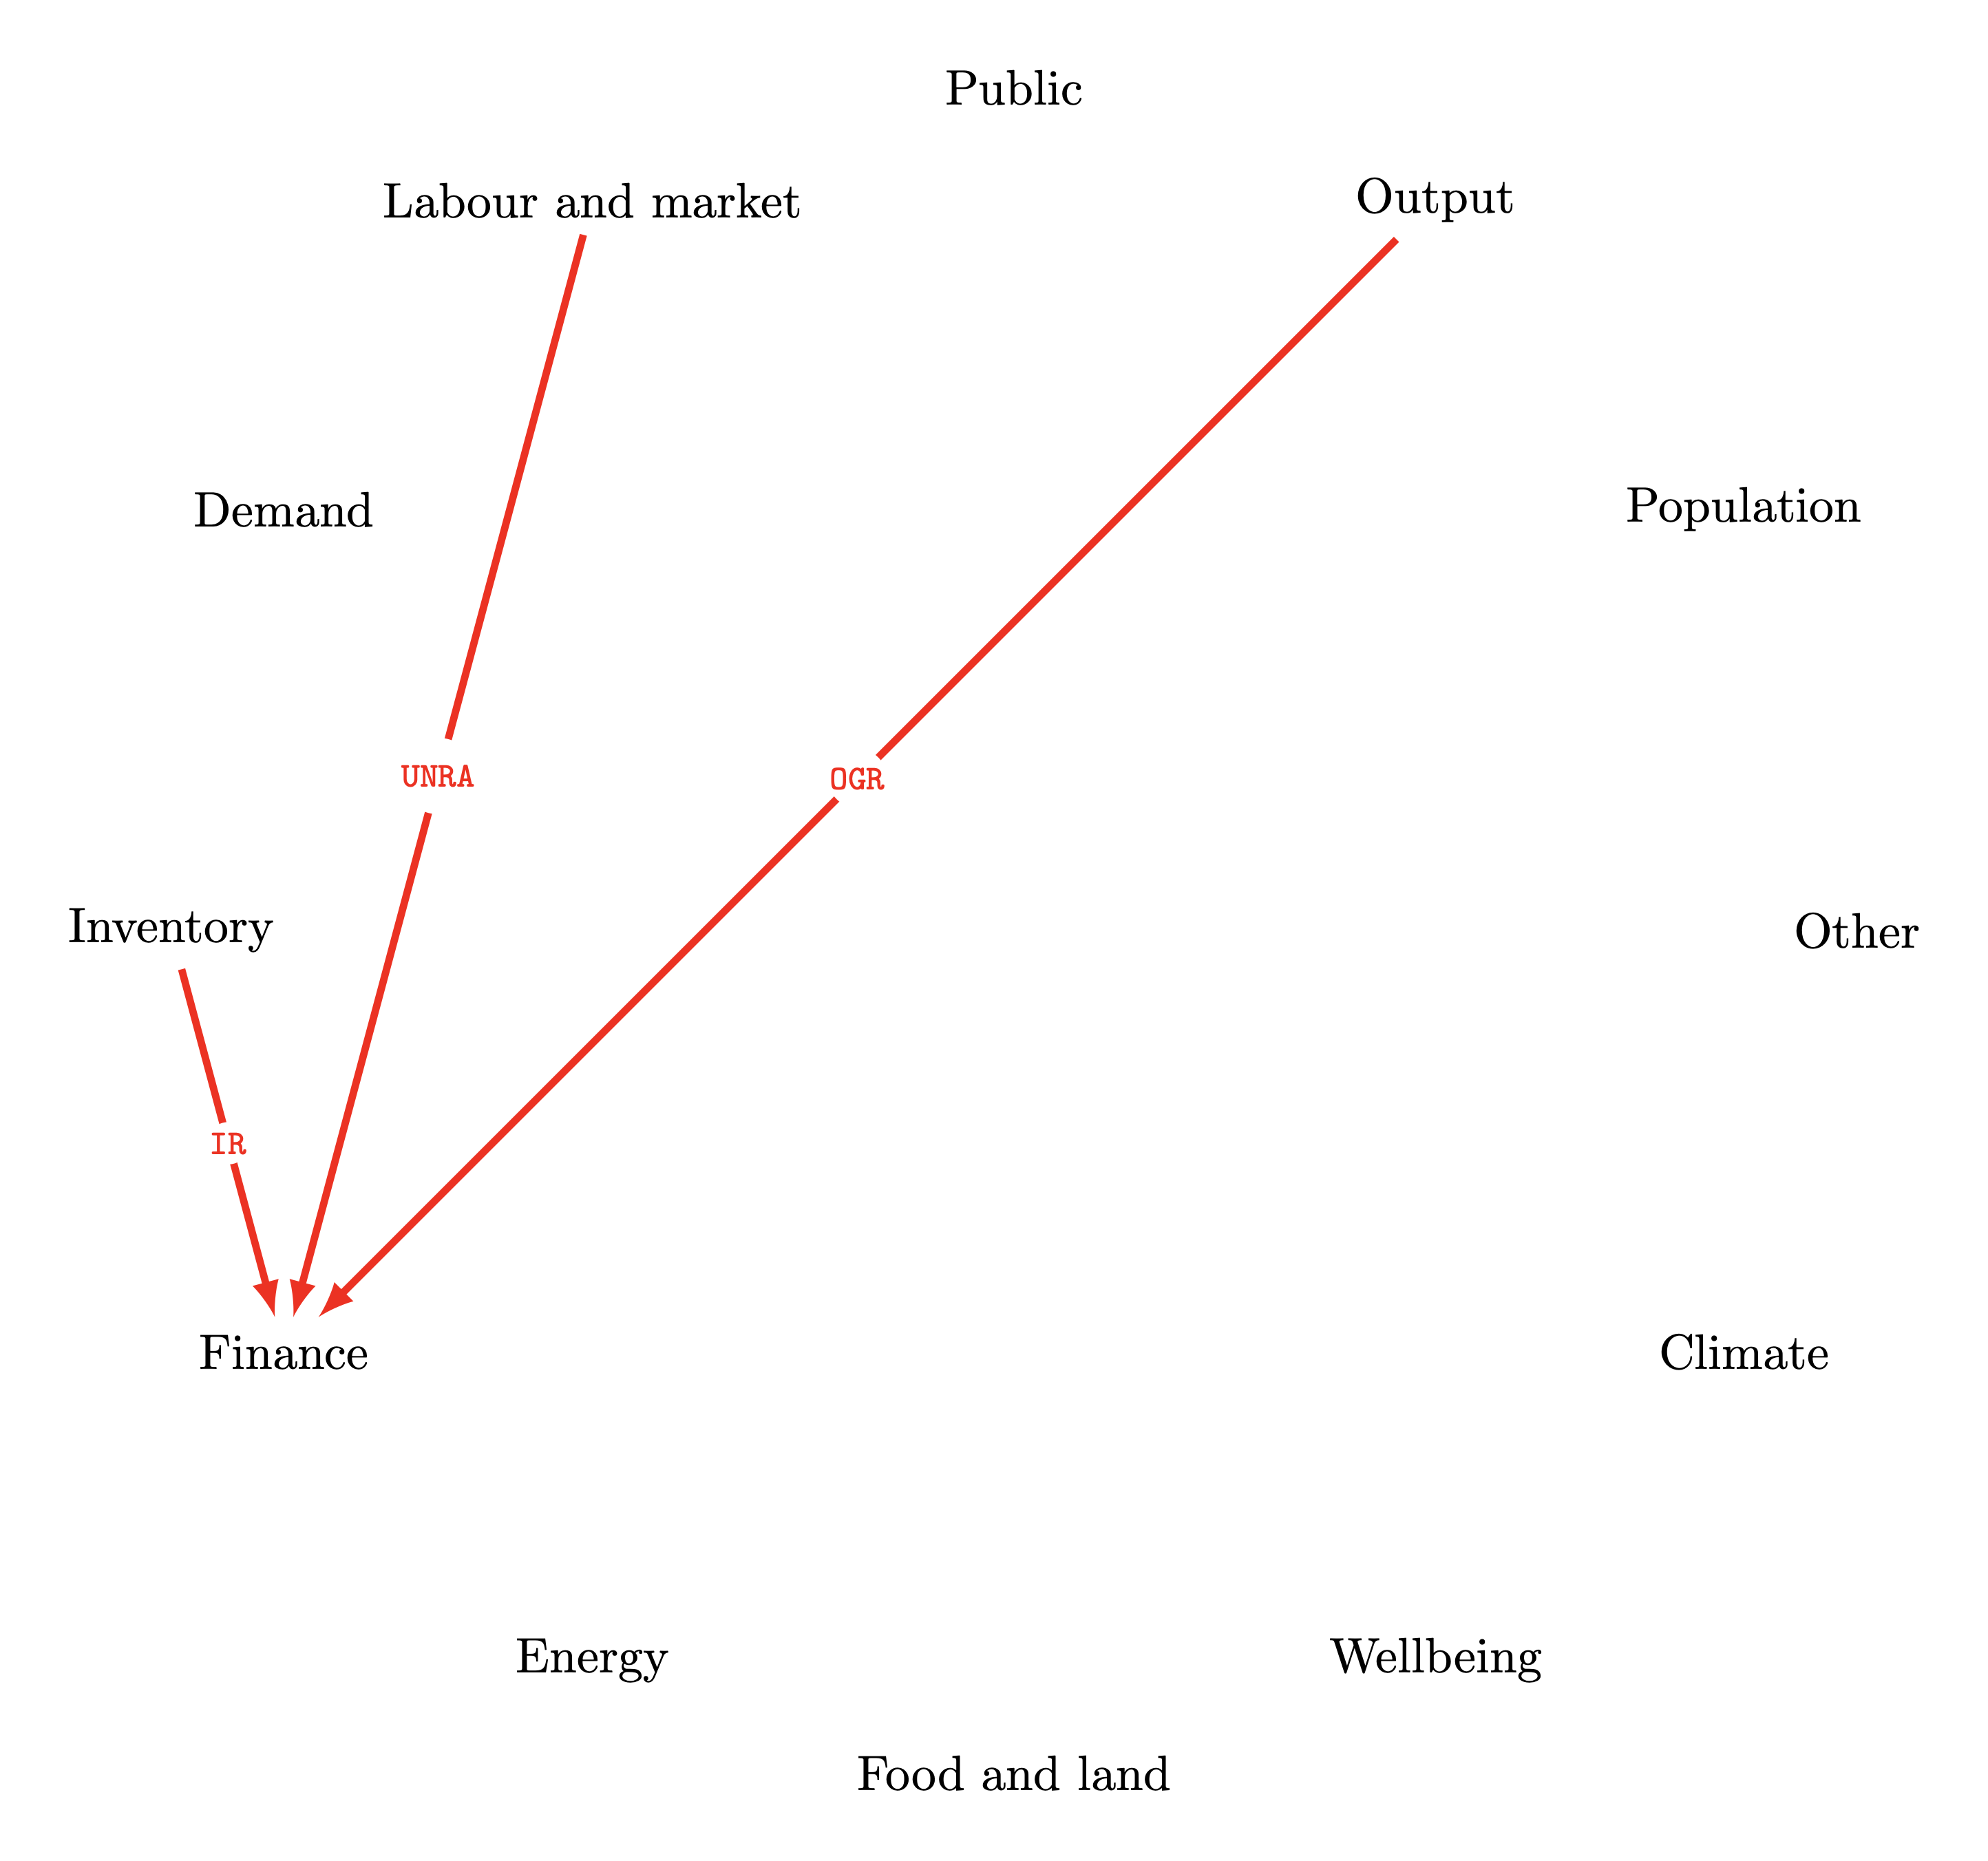 Public
Labour and market
Output
Demand
Population
UNRA
OGR
Inventory
Other
IR
Finance
Climate
Energy
Wellbeing
Food and land